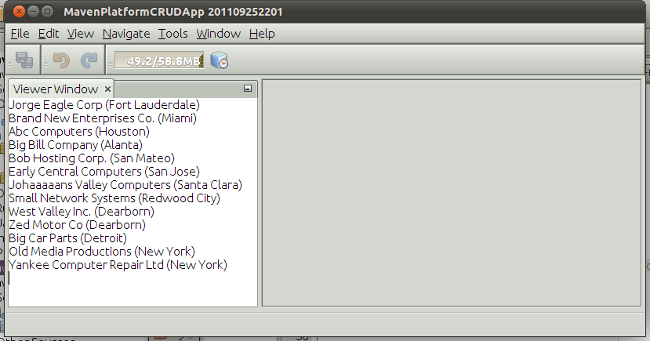 MavenPlatformCRUDApp 201109252201
File Edit View Navigate Tools Window Help
49.2/58.8MB
Viewer Window
Jorge Eagle Corp (Fort Lauderdale)
Brand New Enterprises Co. (Miami)
Abc Computers (Houston)
Big Bill Company (Alanta)
Bob Hosting Corp. (San Mateo)
Early Central Computers (San Jose)
Johaaaaans Valley Computers (Santa Clara)
Small Network Systems (Redwood City)
West Valley Inc. (Dearborn)
Zed Motor Co (Dearborn)
Big Car Parts (Detroit)
Old Media Productions (New York)
Yankee Computer Repair Ltd (New York)